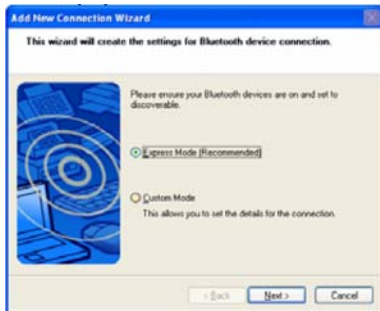 Add New Connection Wizard
This wizard will create the settings for Bluetooth device connection.
Please ensure your Bluetooth devices are on and set to
discoverable.
Express Mode [Recommended]
Custom Mode
This allows you to set the details for the connection.
< Back
Next >
Cancel